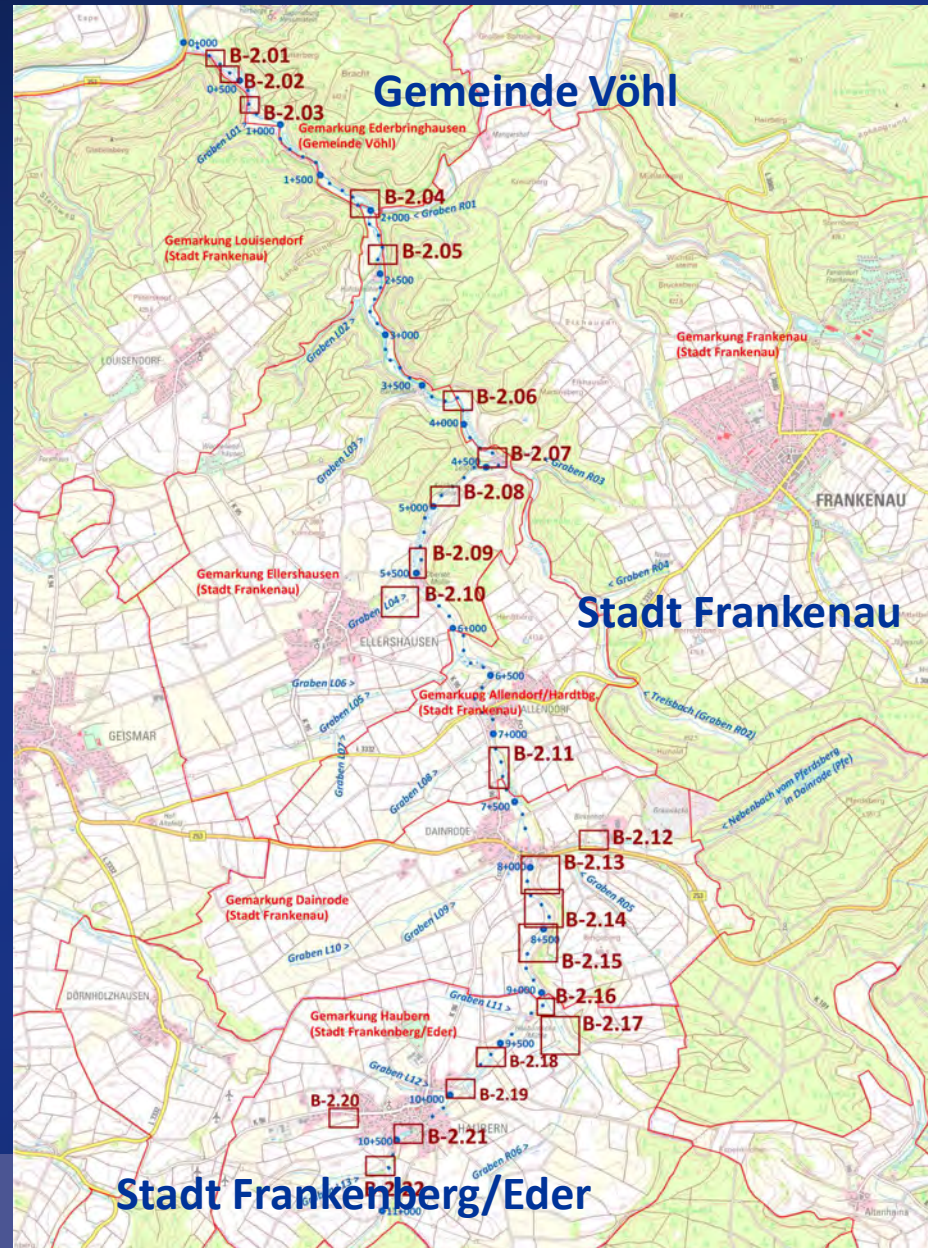 0+000
B-2.01
B-2.02
0+500
B-2.03
Gemeinde Vöhl
Graben L01
1+000
Gemarkung Ederbringhausen
(Gemeinde Vöhl)
1+500
B-2.04
2+000
< Graben R01
Gemarkung Louisendorf
(Stadt Frankenau)
B-2.05
2+500
Graben L02 >
3+000
Gemarkung Frankenau
(Stadt Frankenau)
LOUISENDORF
3+500
B-2.06
4+000
Graben L03 >
B-2.07
4+500
< Graben R03
B-2.08
5+000
FRANKENAU
B-2.09
5+500
< Graben R04
Gemarkung Ellershausen
(Stadt Frankenau)
B-2.10
Graben L04 >
Stadt Frankenau
6+000
ELLERSHAUSEN
6+500
Graben L06 >
Graben L05 >
Gemarkung Allendorf/Hardtbg.
(Stadt Frankenau)
ALLENDORF
< Treisbach (Graben R02)
GEISMAR
7+000
Graben L07 >
B-2.11
Graben L08 >
< Nebenbach vom Pferdsberg
in Dainrode (Pfe)
7+500
DAINRODE
B-2.12
253
8+000
B-2.13
< Graben R05
Gemarkung Dainrode
(Stadt Frankenau)
Graben L09 >
B-2.14
8+500
Graben L10 >
B-2.15
DÖRNHOLZHAUSEN
9+000
Graben L11 >
B-2.16
Gemarkung Haubern
(Stadt Frankenberg/Eder)
B-2.17
9+500
B-2.18
Graben L12 >
B-2.19
10+000
B-2.20
HAUBERN
B-2.21
10+500
Graben R06 >
B-2.22
Graben L13 >
Stadt Frankenberg/Eder
11+000
Altenhaina